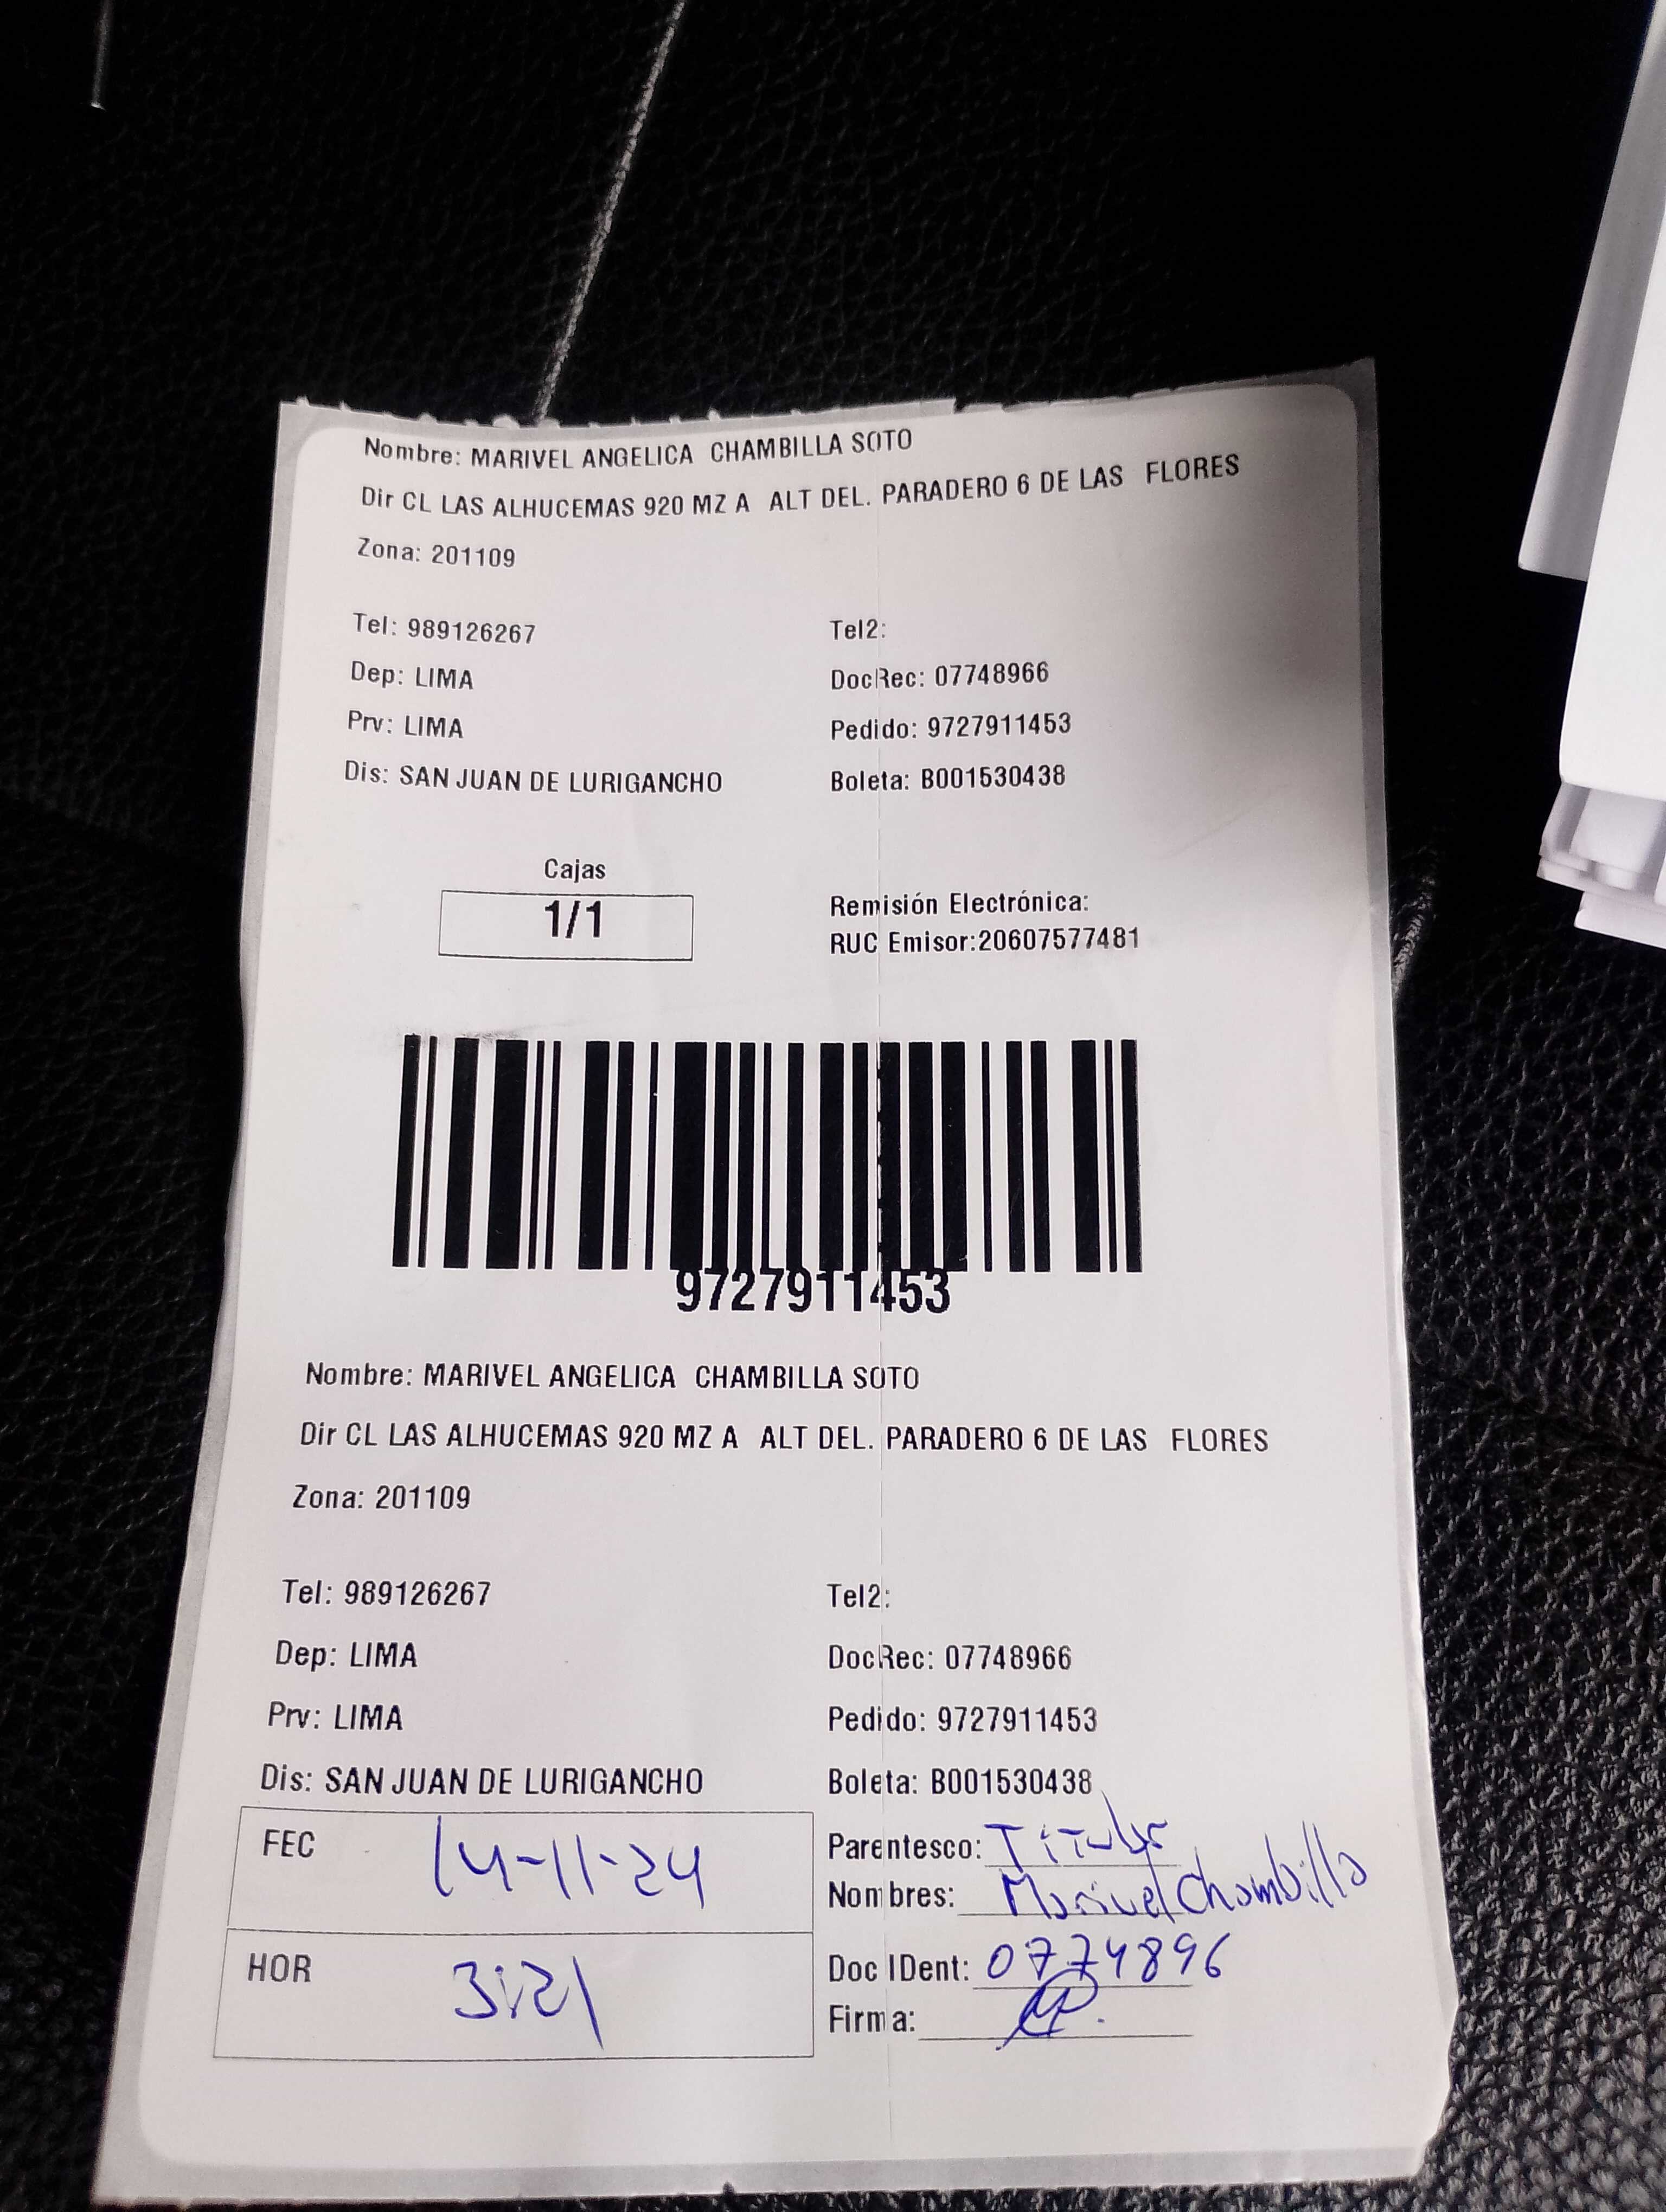 Nombre: MARIVEL ANGELICA CHAMBILLA SOTO
Dir CL LAS ALHUCEMAS 920 MZ A ALT DEL. PARADERO 6 DE LAS FLORES
Zona: 201109
Tel: 989126267 Tel2:
Dep: LIMA DocRec: 07748966
Prv: LIMA Pedido: 9727911453
Dis: SAN JUAN DE LURIGANCHO Boleta: B001530438
Cajas
1/1
Remisión Electrónica:
RUC Emisor:20607577481
9727911453
Nombre: MARIVEL ANGELICA CHAMBILLA SOTO
Dir CL LAS ALHUCEMAS 920 MZ A ALT DEL. PARADERO 6 DE LAS FLORES
Zona: 201109
Tel: 989126267 Tel2:
Dep: LIMA DocRec: 07748966
Prv: LIMA Pedido: 9727911453
Dis: SAN JUAN DE LURIGANCHO Boleta: B001530438
FEC 14-11-24
HOR 3:21
Parentesco: Titular
Nombres: Marivel Chambilla
Doc IDent: 0774896
Firma: